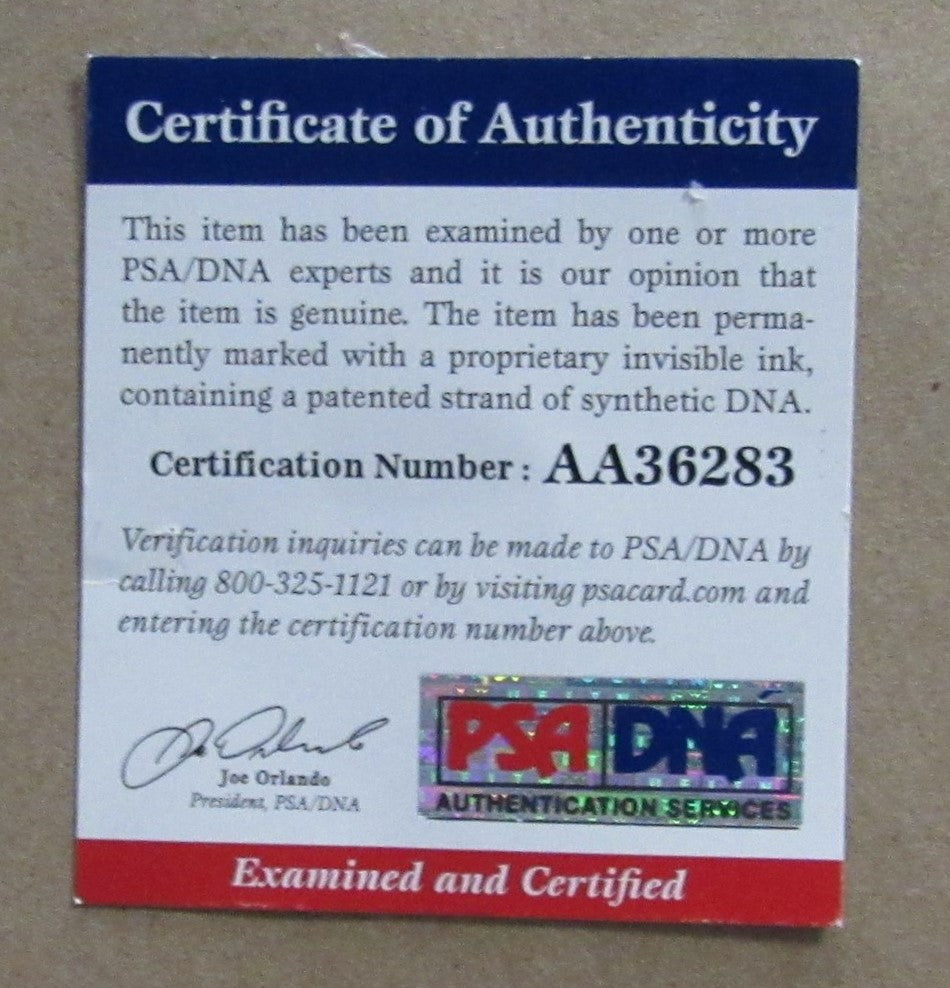 Certificate of Authenticity
This item has been examined by one or more
PSA/DNA experts and it is our opinion that
the item is genuine. The item has been perma-
nently marked with a proprietary invisible ink,
containing a patented strand of synthetic DNA.
Certification Number: AA36283
Verification inquiries can be made to PSA/DNA by
calling 800-325-1121 or by visiting psacard.com and
entering the certification number above.
Joe Orlando
Joe Orlando
President, PSA/DNA
PSA DNA
AUTHENTICATION SERVICES
Examined and Certified